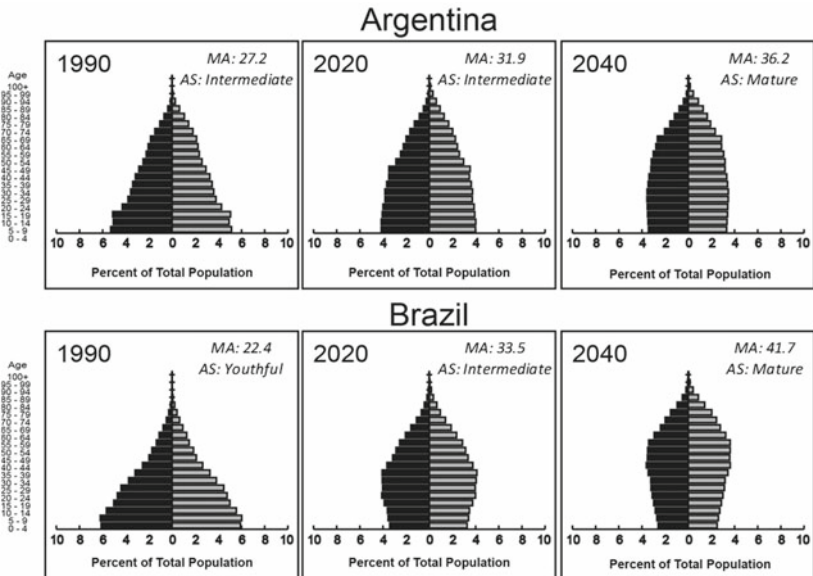 Argentina
1990
MA: 27.2
AS: Intermediate
2020
MA: 31.9
AS: Intermediate
2040
MA: 36.2
AS: Mature
Age
100+
95 - 99
90 - 94
85 - 89
80 - 84
75 - 79
70 - 74
65 - 69
60 - 64
55 - 59
50 - 54
45 - 49
40 - 44
35 - 39
30 - 34
25 - 29
20 - 24
15 - 19
10 - 14
5 - 9
0 - 4
10 8 6 4 2 0 2 4 6 8 10
10 8 6 4 2 0 2 4 6 8 10
10 8 6 4 2 0 2 4 6 8 10
Percent of Total Population
Percent of Total Population
Percent of Total Population
Brazil
1990
MA: 22.4
AS: Youthful
2020
MA: 33.5
AS: Intermediate
2040
MA: 41.7
AS: Mature
Age
100+
95 - 99
90 - 94
85 - 89
80 - 84
75 - 79
70 - 74
65 - 69
60 - 64
55 - 59
50 - 54
45 - 49
40 - 44
35 - 39
30 - 34
25 - 29
20 - 24
15 - 19
10 - 14
5 - 9
0 - 4
10 8 6 4 2 0 2 4 6 8 10
10 8 6 4 2 0 2 4 6 8 10
10 8 6 4 2 0 2 4 6 8 10
Percent of Total Population
Percent of Total Population
Percent of Total Population